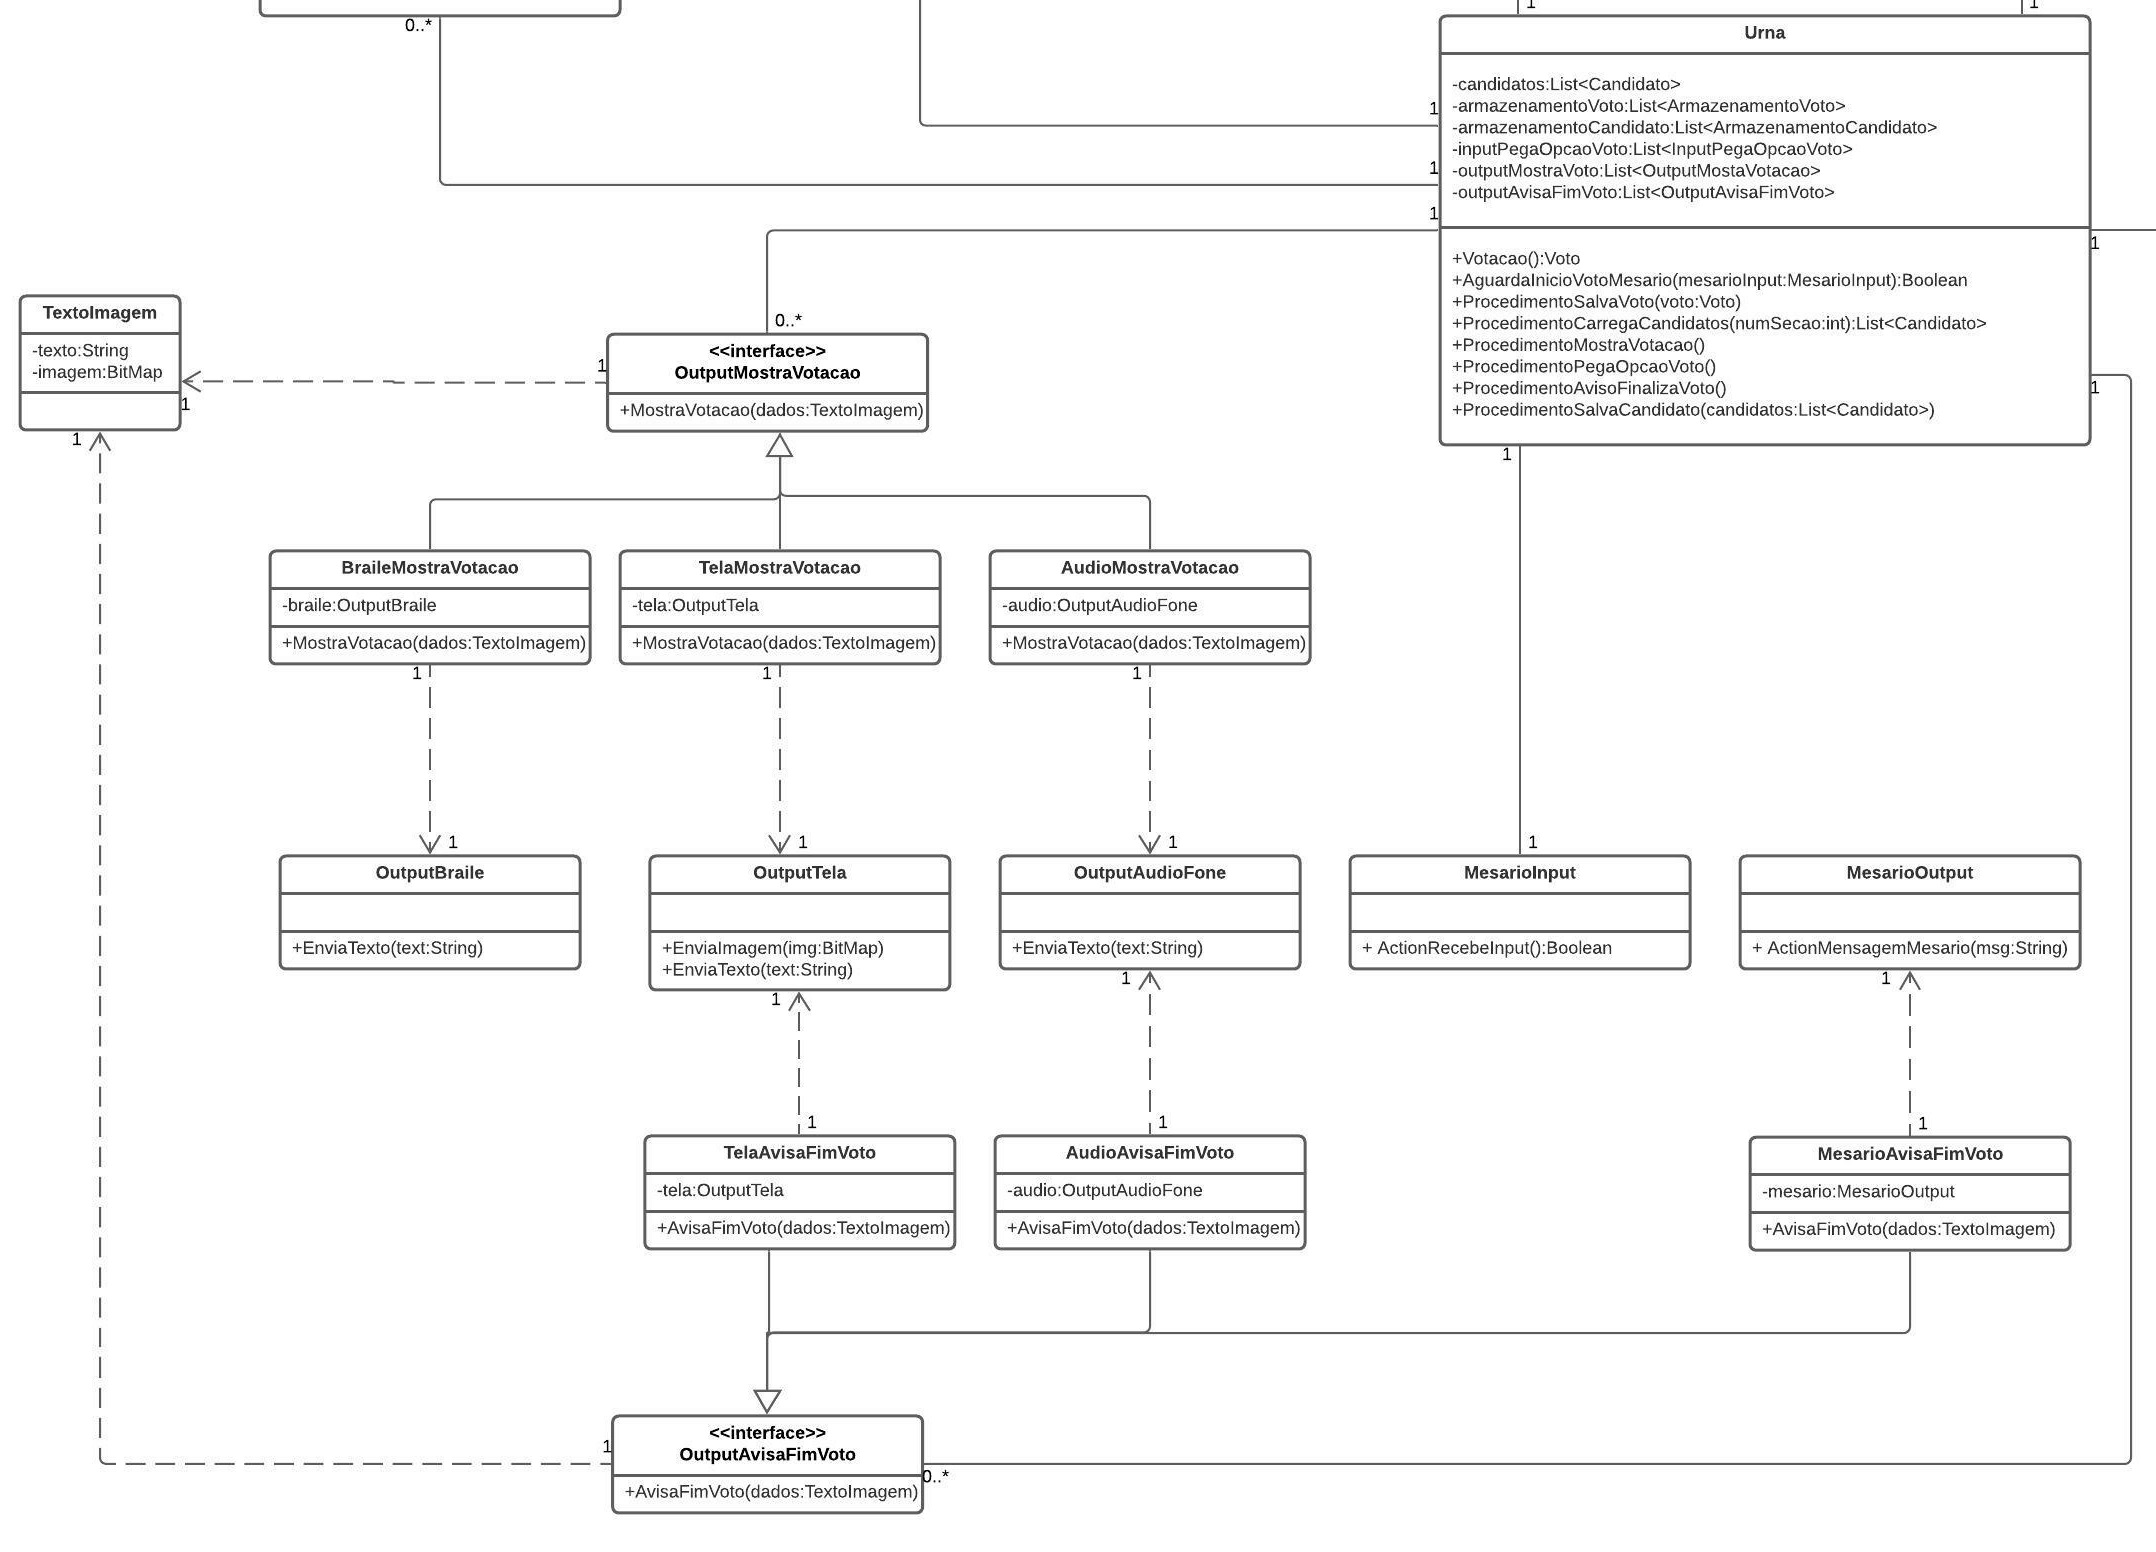 0..*
1
1
Urna
-candidatos:List<Candidato>
-armazenamentoVoto:List<ArmazenamentoVoto>
-armazenamentoCandidato:List<ArmazenamentoCandidato>
-inputPegaOpcaoVoto:List<InputPegaOpcaoVoto>
-outputMostraVoto:List<OutputMostaVotacao>
-outputAvisaFimVoto:List<OutputAvisaFimVoto>
1
1
1
+Votacao():Voto
+AguardaInicioVotoMesario(mesarioInput:MesarioInput):Boolean
+ProcedimentoSalvaVoto(voto:Voto)
+ProcedimentoCarregaCandidatos(numSecao:int):List<Candidato>
+ProcedimentoMostraVotacao()
+ProcedimentoPegaOpcaoVoto()
+ProcedimentoAvisoFinalizaVoto()
+ProcedimentoSalvaCandidato(candidatos:List<Candidato>)
1
1
1
TextoImagem
-texto:String
-imagem:BitMap
1
1
0..*
1
<<interface>>
OutputMostraVotacao
+MostraVotacao(dados:TextoImagem)
BraileMostraVotacao
-braile:OutputBraile
+MostraVotacao(dados:TextoImagem)
1
TelaMostraVotacao
-tela:OutputTela
+MostraVotacao(dados:TextoImagem)
1
AudioMostraVotacao
-audio:OutputAudioFone
+MostraVotacao(dados:TextoImagem)
1
1
OutputBraile
+EnviaTexto(text:String)
1
OutputTela
+EnviaImagem(img:BitMap)
+EnviaTexto(text:String)
1
1
OutputAudioFone
+EnviaTexto(text:String)
1
1
MesarioInput
+ ActionRecebeInput():Boolean
MesarioOutput
+ ActionMensagemMesario(msg:String)
1
1
TelaAvisaFimVoto
-tela:OutputTela
+AvisaFimVoto(dados:TextoImagem)
1
AudioAvisaFimVoto
-audio:OutputAudioFone
+AvisaFimVoto(dados:TextoImagem)
1
MesarioAvisaFimVoto
-mesario:MesarioOutput
+AvisaFimVoto(dados:TextoImagem)
1
<<interface>>
OutputAvisaFimVoto
+AvisaFimVoto(dados:TextoImagem)
0..*